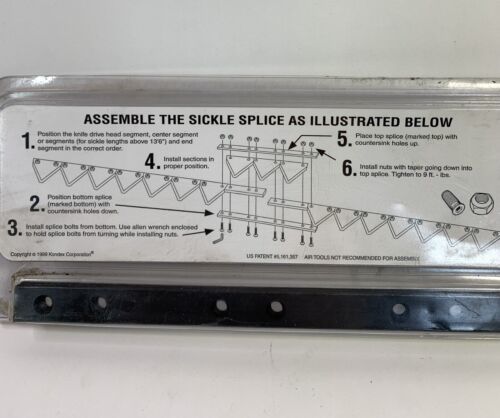 ASSEMBLE THE SICKLE SPLICE AS ILLUSTRATED BELOW
1. Position the knife drive head segment, center segment
or segments (for sickle lengths above 13'6") and end
segment in the correct order.
5. Place top splice (marked top) with
countersink holes up.
4. Install sections in
proper position.
6. Install nuts with taper going down into
top splice. Tighten to 9 ft. - lbs.
2. Position bottom splice
(marked bottom) with
countersink holes down.
3. Install splice bolts from bottom. Use allen wrench enclosed
to hold splice bolts from turning while installing nuts.
Copyright © 1999 Kondex Corporation®
US PATENT #5,161,357 AIR TOOLS NOT RECOMMENDED FOR ASSEMBL